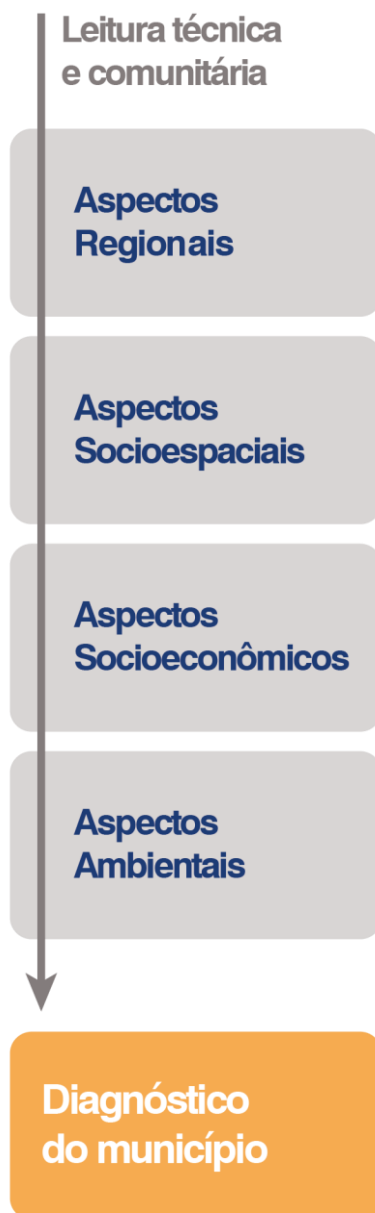 Leitura técnica
e comunitária
Aspectos
Regionais
Aspectos
Socioespaciais
Aspectos
Socioeconômicos
Aspectos
Ambientais
Diagnóstico
do município